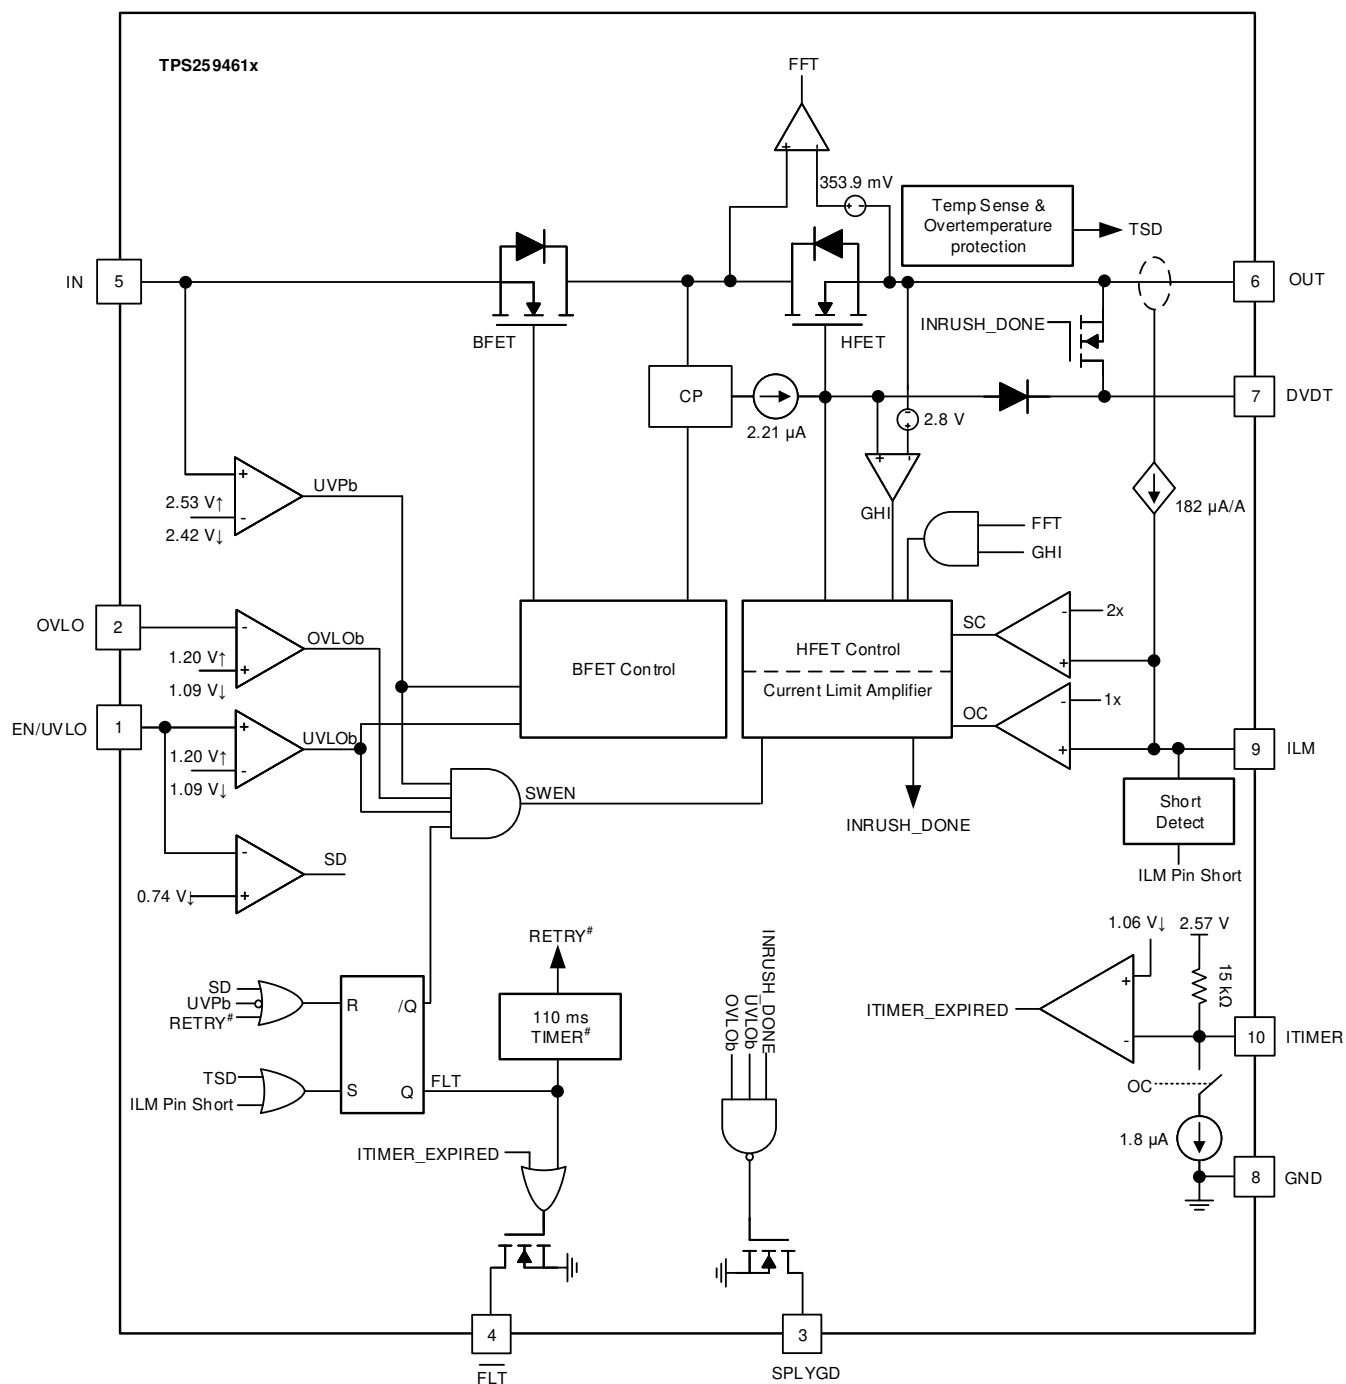 TPS259461x
FFT
353.9 mV
Temp Sense &
Overtemperature
protection
TSD
IN
5
6
OUT
BFET
HFET
INRUSH_DONE
CP
2.21 µA
2.8 V
7
DVDT
+
-
UVPb
2.53 V↑
2.42 V↓
+
-
GHI
182 µA/A
FFT
GHI
OVLO
2
-
+
OVLOb
1.20 V↑
1.09 V↓
BFET Control
HFET Control
Current Limit Amplifier
SC
-
+
2x
EN/UVLO
1
+
-
UVLOb
1.20 V↑
1.09 V↓
OC
-
+
1x
9
ILM
SWEN
INRUSH_DONE
Short
Detect
ILM Pin Short
-
+
SD
0.74 V↓
RETRY#
110 ms
TIMER#
INRUSH_DONE
UVLOb
OVLOb
1.06 V↓
2.57 V
15 kΩ
SD
UVPb
RETRY#
R
/Q
TSD
ILM Pin Short
S
Q
FLT
ITIMER_EXPIRED
+
-
10
ITIMER
OC
1.8 µA
ITIMER_EXPIRED
8
GND
4
FLT
3
SPLYGD